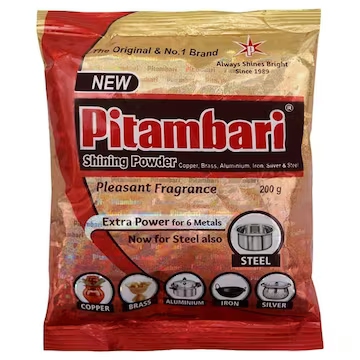 The Original & No.1 Brand
Always Shines Bright
Since 1989
NEW
Pitambari®
Shining Powder Copper, Brass, Aluminium, Iron, Silver & Steel
Pleasant Fragrance 200 g
Extra Power for 6 Metals
Now for Steel also
STEEL
COPPER
BRASS
ALUMINIUM
IRON
SILVER